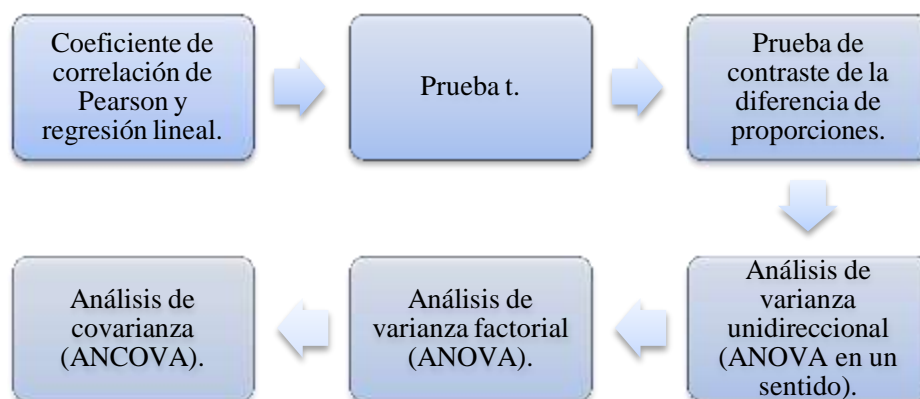 Coeficiente de
correlación de
Pearson y
regresión lineal.
Prueba t.
Prueba de
contraste de la
diferencia de
proporciones.
Análisis de
varianza
unidireccional
(ANOVA en un
sentido).
Análisis de
varianza factorial
(ANOVA).
Análisis de
covarianza
(ANCOVA).